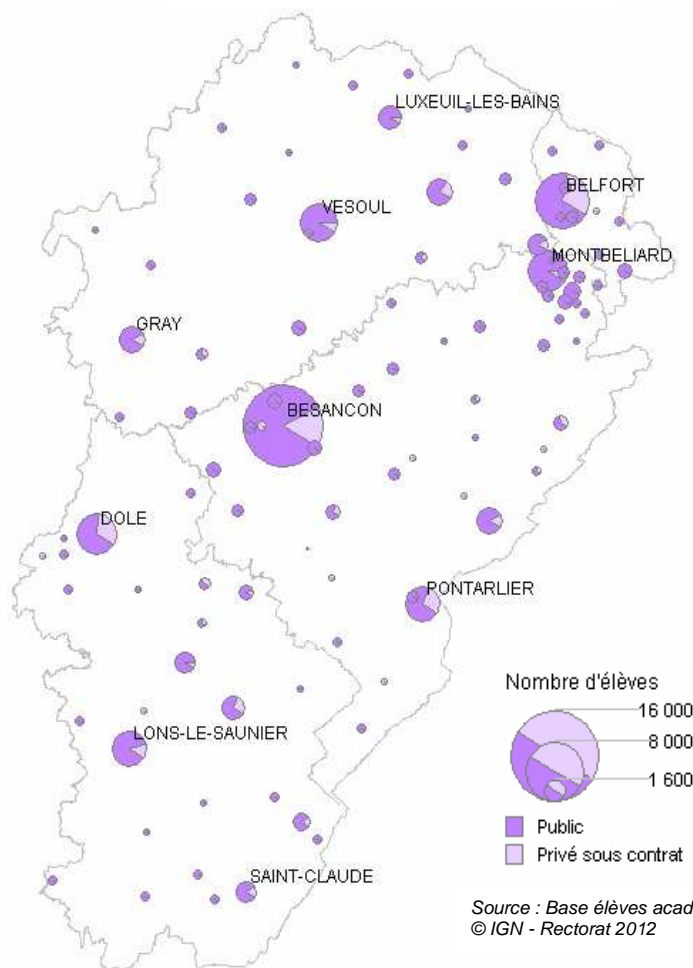 LUXEUIL-LES-BAINS
BELFORT
VESOUL
MONTBELIARD
GRAY
BESANCON
DOLE
PONTARLIER
Nombre d'élèves
16 000
8 000
1 600
LONS-LE-SAUNIER
Public
Privé sous contrat
SAINT-CLAUDE
Source : Base élèves acad
© IGN - Rectorat 2012